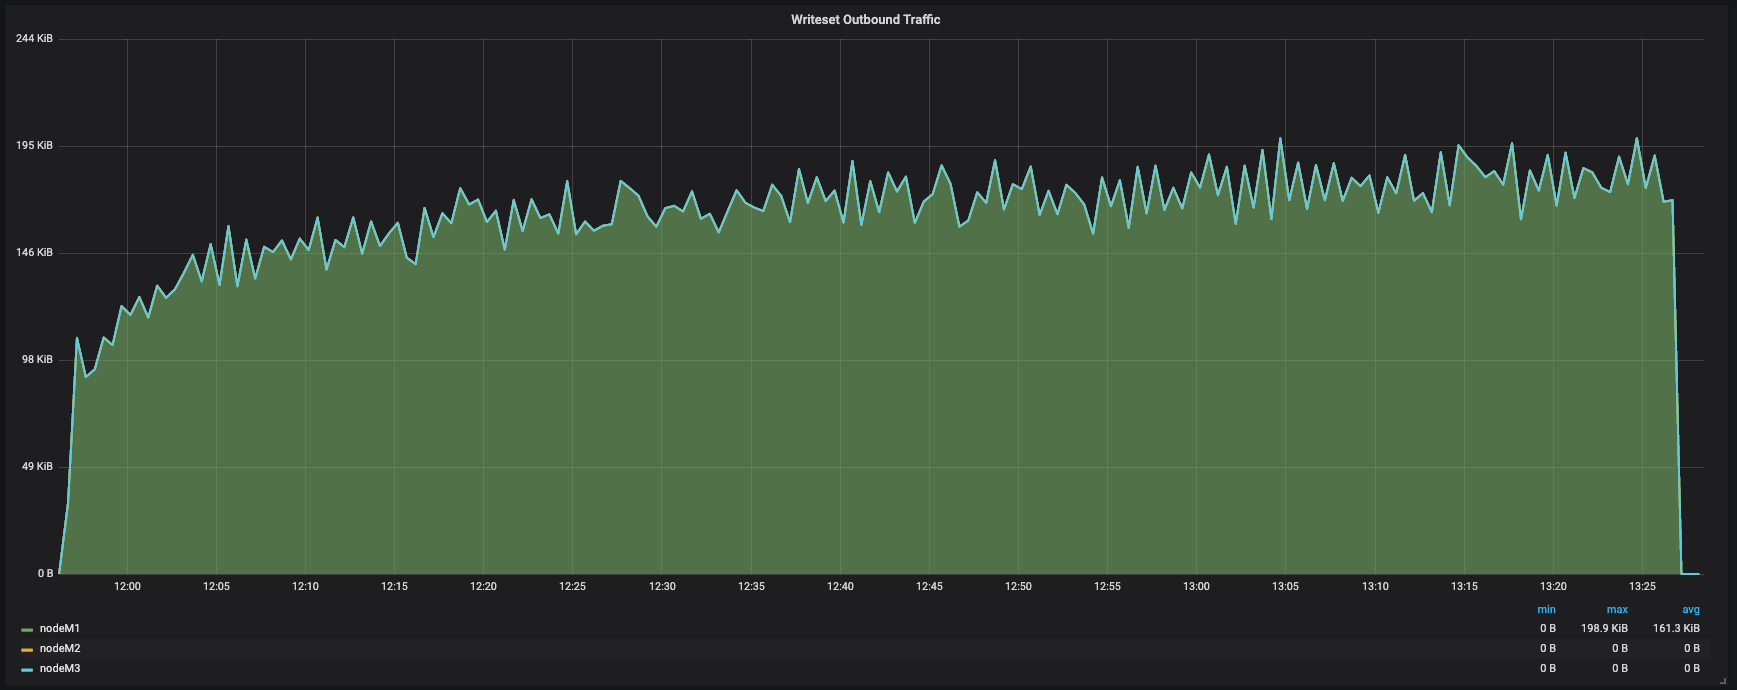 Writeset Outbound Traffic
244 KiB
195 KiB
146 KiB
98 KiB
49 KiB
0 B
12:00 12:05 12:10 12:15 12:20 12:25 12:30 12:35 12:40 12:45 12:50 12:55 13:00 13:05 13:10 13:15 13:20 13:25
min max avg
nodeM1 0 B 198.9 KiB 161.3 KiB
nodeM2 0 B 0 B 0 B
nodeM3 0 B 0 B 0 B